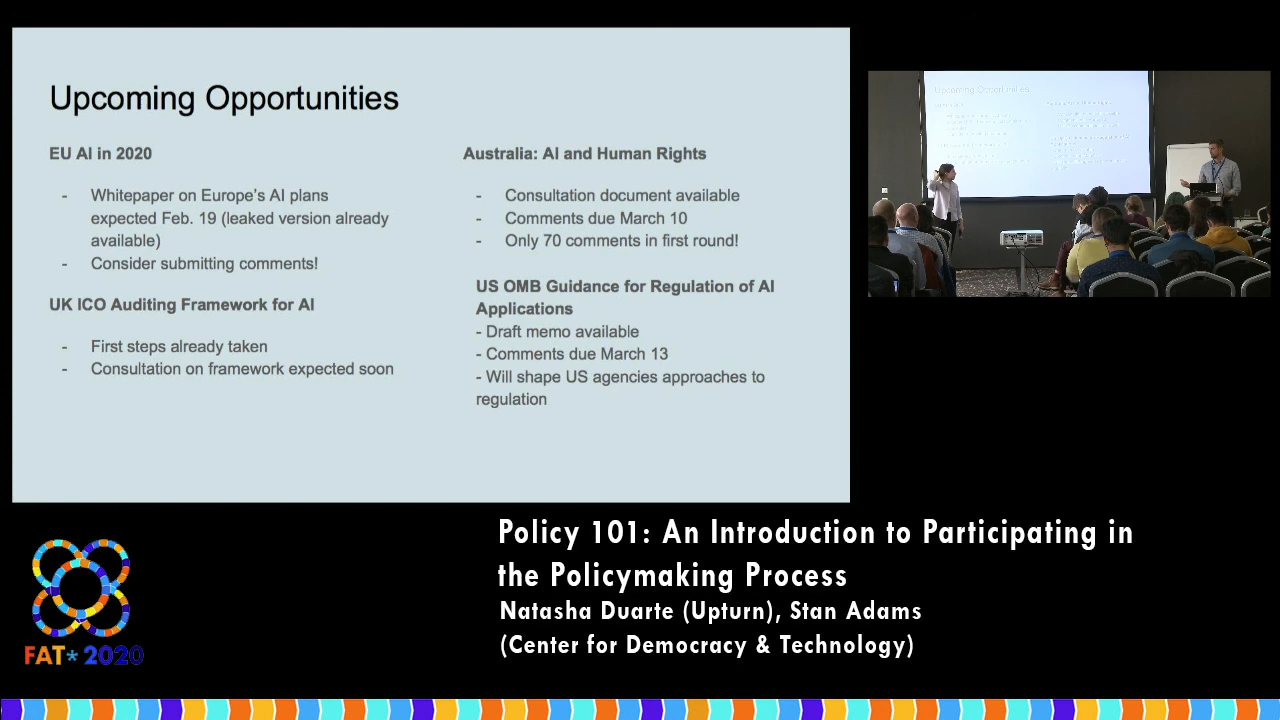 Upcoming Opportunities
EU AI in 2020
- Whitepaper on Europe's AI plans
expected Feb. 19 (leaked version already
available)
- Consider submitting comments!
UK ICO Auditing Framework for AI
- First steps already taken
- Consultation on framework expected soon
Australia: AI and Human Rights
- Consultation document available
- Comments due March 10
- Only 70 comments in first round!
US OMB Guidance for Regulation of AI
Applications
- Draft memo available
- Comments due March 13
- Will shape US agencies approaches to
regulation
Upcoming Opportunities
Policy 101: An Introduction to Participating in
the Policymaking Process
Natasha Duarte (Upturn), Stan Adams
(Center for Democracy & Technology)
FAT* 2020